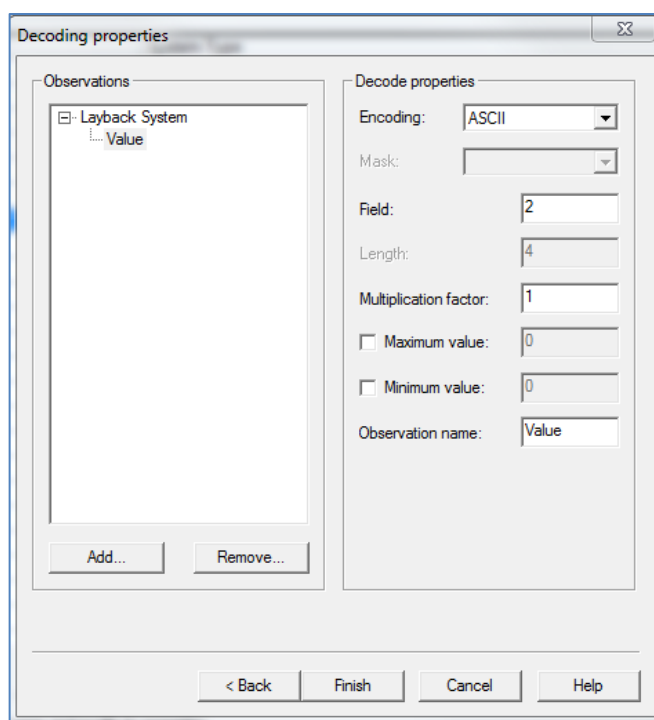 Decoding properties
Observations
Layback System
Value
Add...
Remove...
Decode properties
Encoding: ASCII
Mask:
Field: 2
Length: 4
Multiplication factor: 1
Maximum value: 0
Minimum value: 0
Observation name: Value
< Back
Finish
Cancel
Help